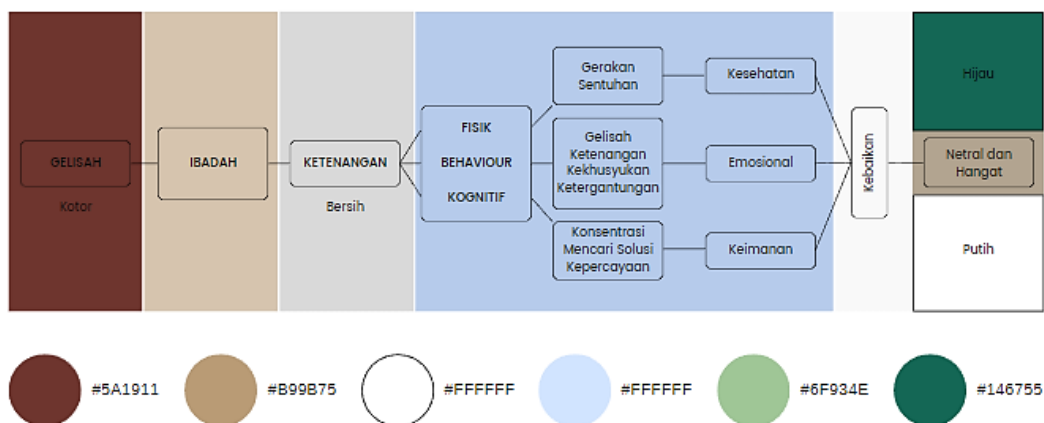 GELISAH
Kotor
IBADAH
KETENANGAN
Bersih
FISIK
BEHAVIOUR
KOGNITIF
Gerakan
Sentuhan
Gelisah
Ketenangan
Kekhusyukan
Ketergantungan
Konsentrasi
Mencari Solusi
Kepercayaan
Kesehatan
Emosional
Keimanan
Kebaikan
Hijau
Netral dan
Hangat
Putih
#5A1911
#B99B75
#FFFFFF
#FFFFFF
#6F934E
#146755